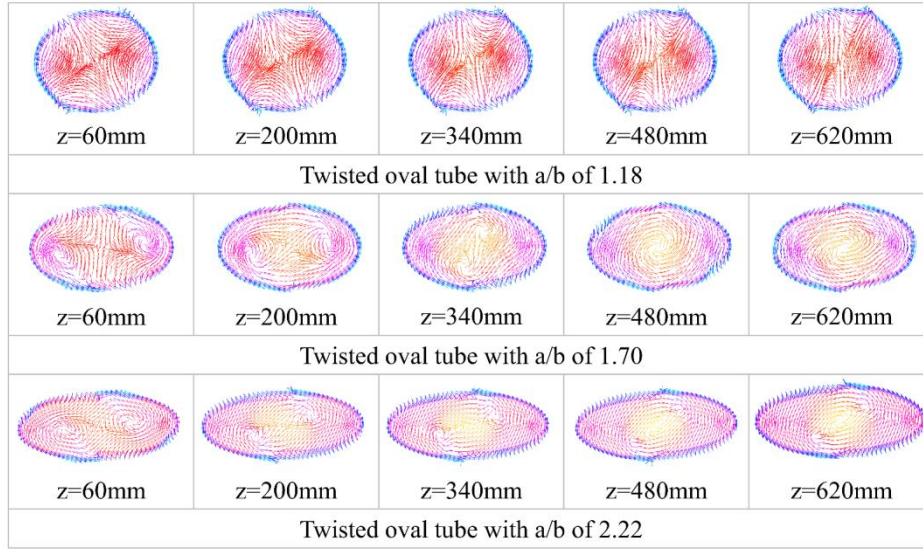 z=60mm z=200mm z=340mm z=480mm z=620mm
Twisted oval tube with a/b of 1.18
z=60mm z=200mm z=340mm z=480mm z=620mm
Twisted oval tube with a/b of 1.70
z=60mm z=200mm z=340mm z=480mm z=620mm
Twisted oval tube with a/b of 2.22